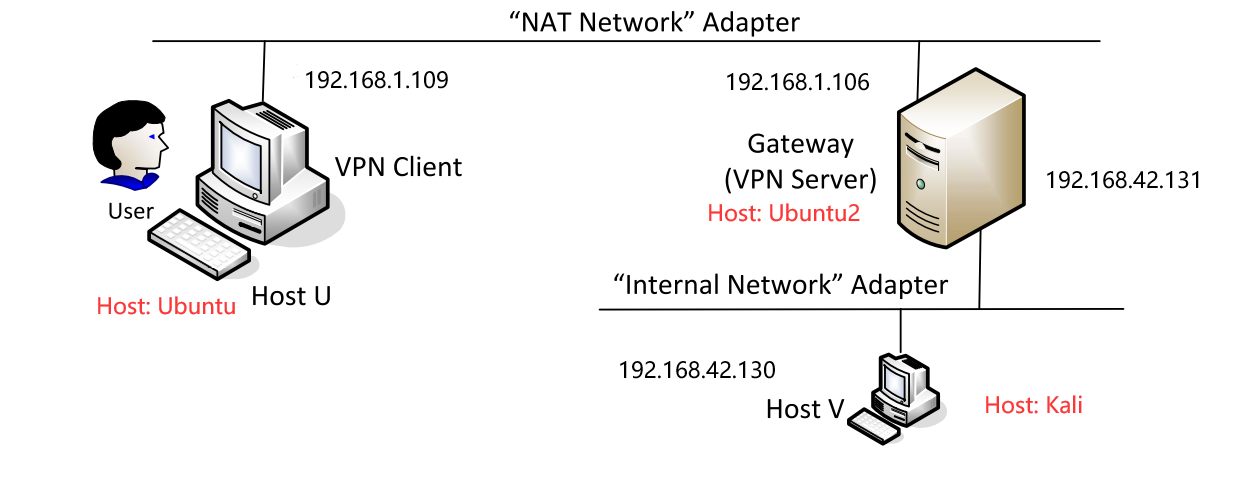 “NAT Network” Adapter
192.168.1.109
192.168.1.106
VPN Client
Gateway
(VPN Server)
192.168.42.131
User
Host: Ubuntu2
Host: Ubuntu
Host U
“Internal Network” Adapter
192.168.42.130
Host V
Host: Kali